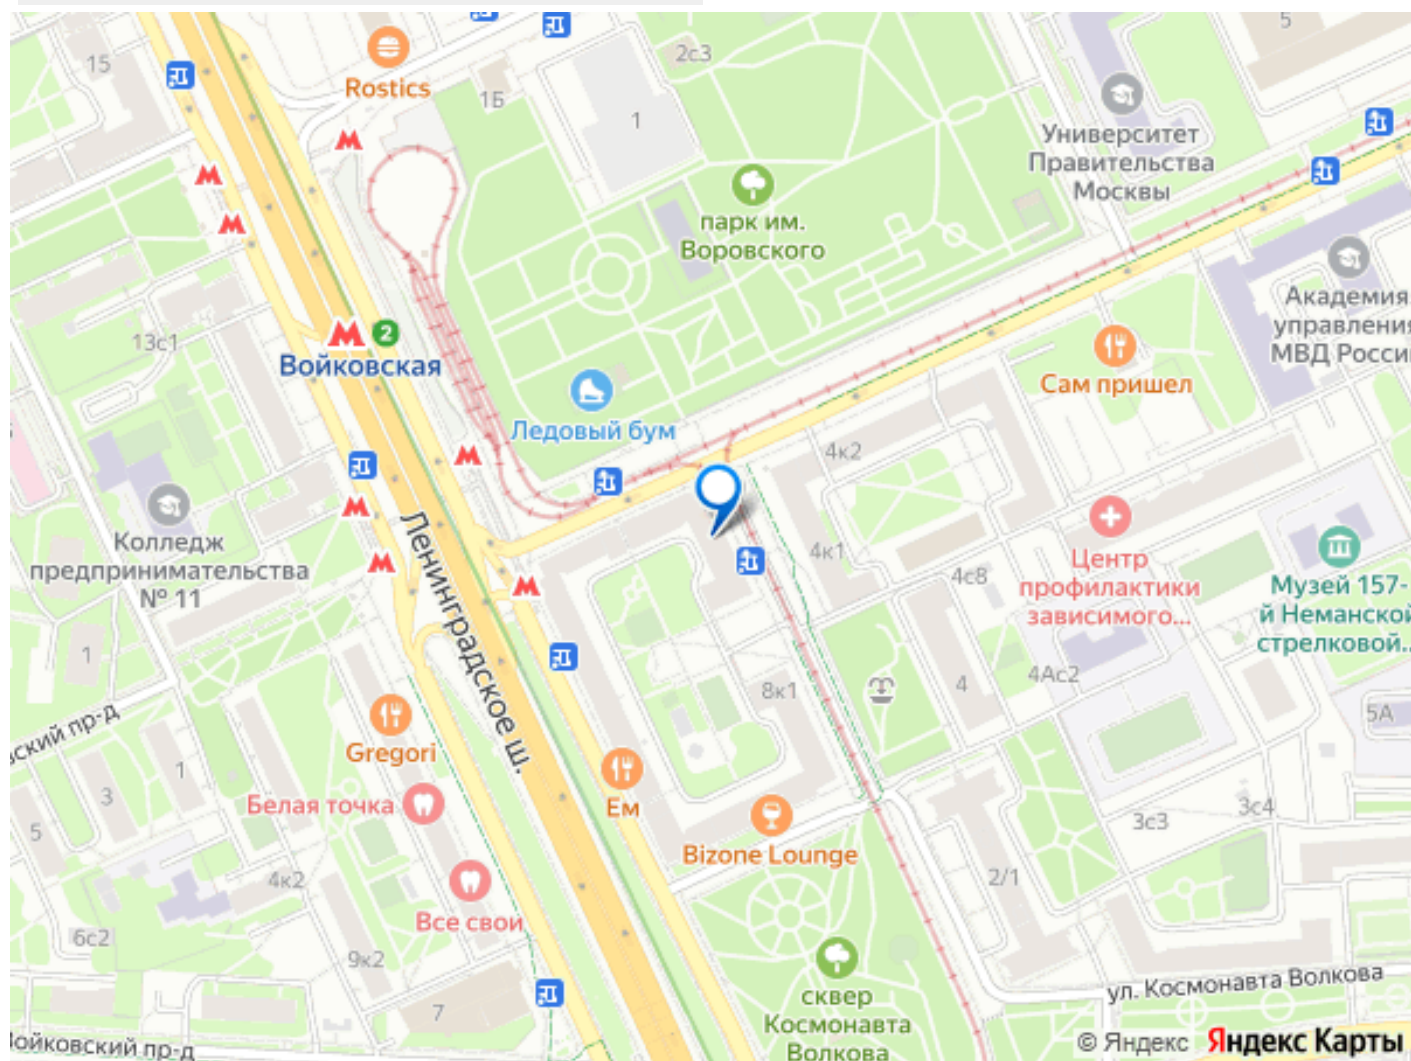 15
Rostics
1Б
2с3
1
5
Университет
Правительства
Москвы
парк им.
Воровского
Академия
управления
МВД
13с1
2
Войковская
Сам пришел
Ледовый бум
4к2
Колледж
предпринимательства
№ 11
Ленинградское ш.
4к1
4с8
Центр
профилактики
зависимого...
Музей 157-
й Неманской
стрелковой...
1
8к1
4
4Ас2
5А
ский пр-д
Gregori
1
3
Белая точка
Ем
5
Bizone Lounge
3с3
3с4
4к2
Все свои
2/1
6с2
9к2
7
сквер
Космонавта
Волкова
ул. Космонавта Волкова
ойковский пр-д
© Яндекс Яндекс Карты